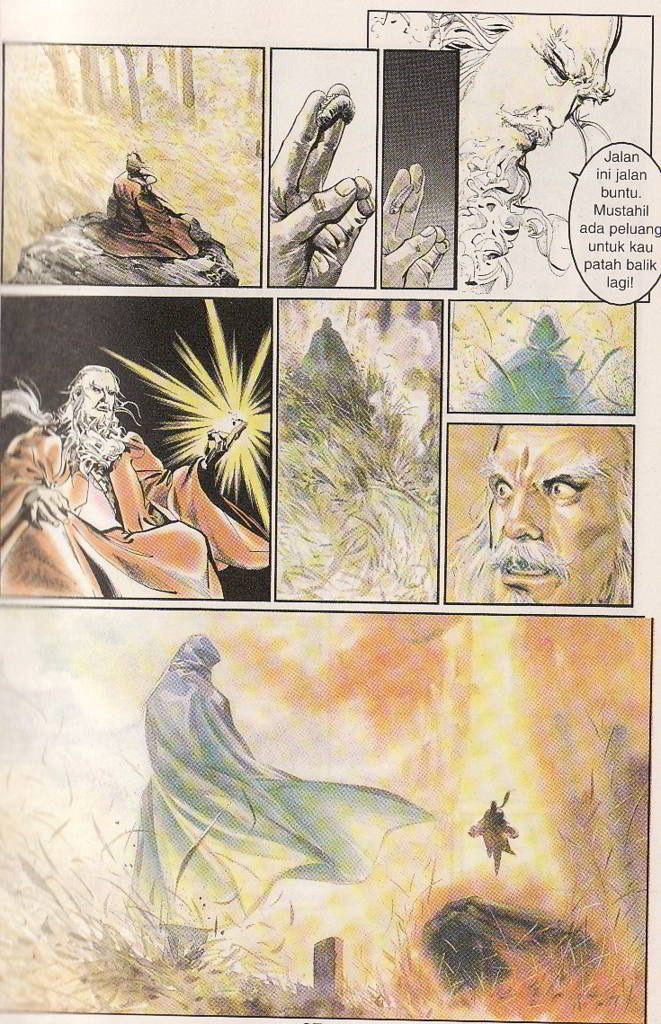 Jalan
ini jalan
buntu.
Mustahil
ada peluang
untuk kau
patah balik
lagi!